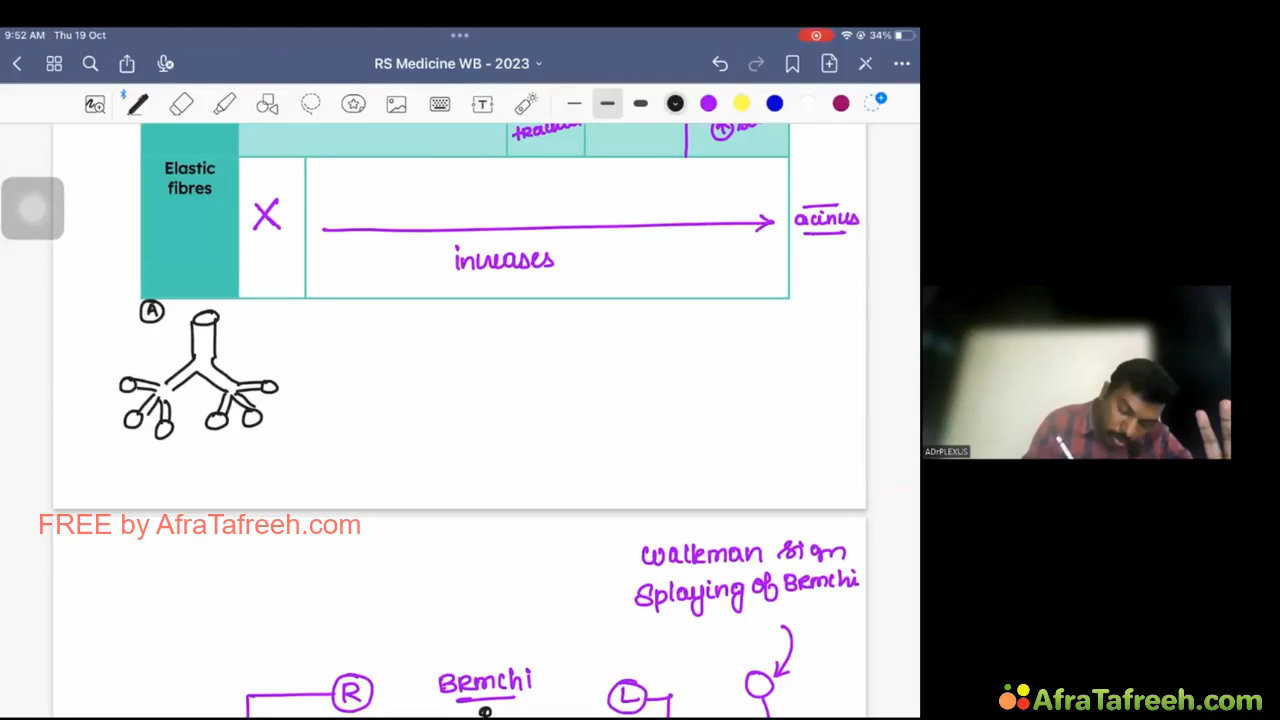 9:52 AM Thu 19 Oct
34%
RS Medicine WB - 2023
Elastic
fibres
X
increases
acinus
A
FREE by AfraTafreeh.com
Walkman sign
Splaying of Bronchi
Bronchi
R
L
ADrPLEXUS
AfraTafreeh.com